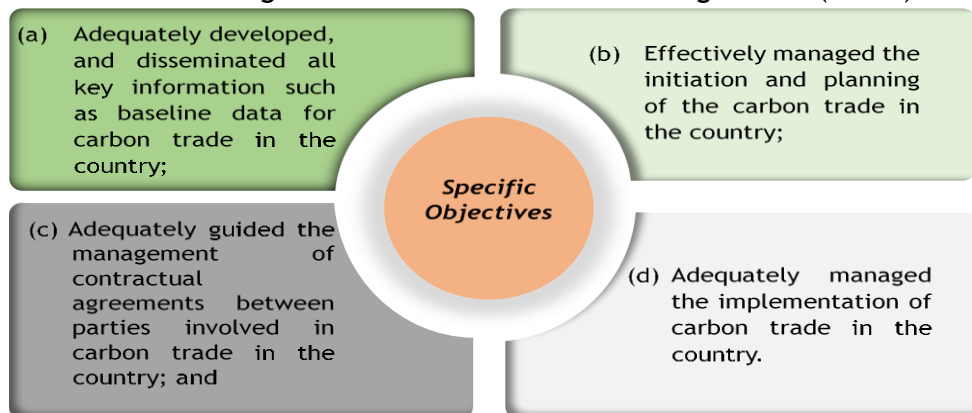 (a) Adequately developed,
and disseminated all
key information such
as baseline data for
carbon trade in the
country;
(b) Effectively managed the
initiation and planning
of the carbon trade in
the country;
Specific
Objectives
(c) Adequately guided the
management of
contractual
agreements between
parties involved in
carbon trade in the
country; and
(d) Adequately managed
the implementation of
carbon trade in the
country.